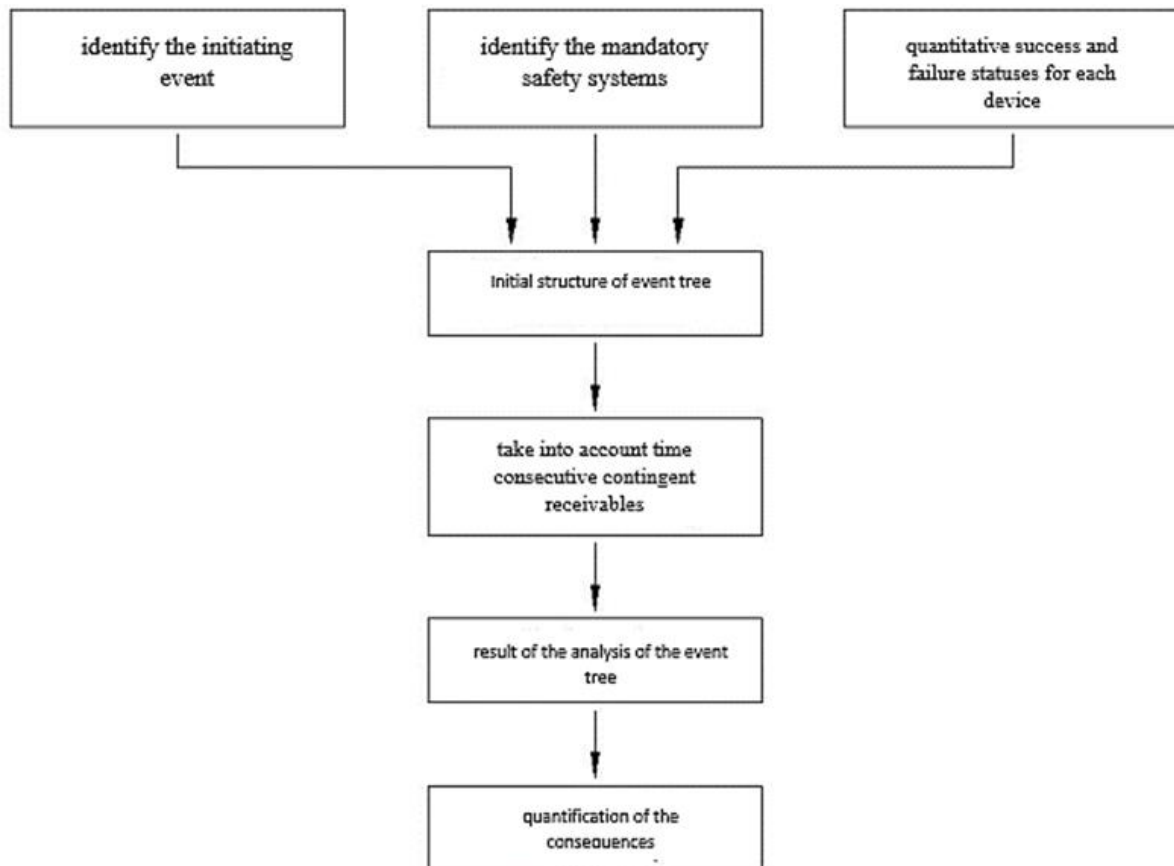 identify the initiating
event
identify the mandatory
safety systems
quantitative success and
failure statuses for each
device
Initial structure of event tree
take into account time
consecutive contingent
receivables
result of the analysis of the event
tree
quantification of the
consequences